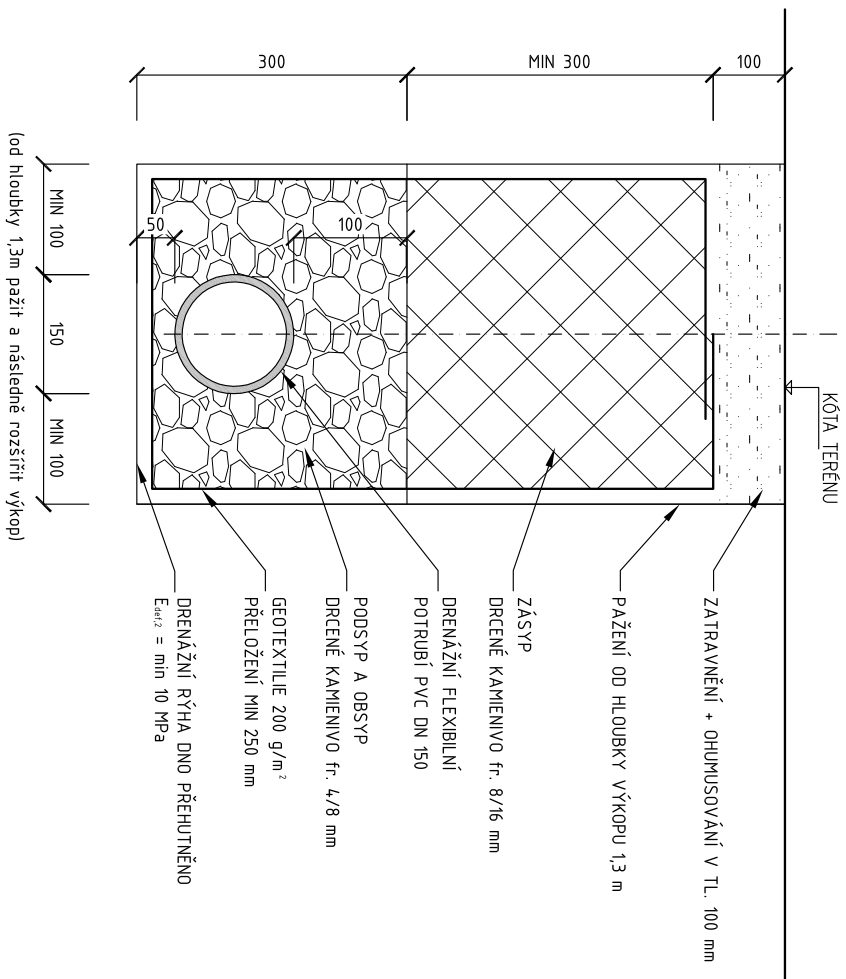 KÓTA TERÉNU
100
MIN 300
300
100
50
MIN 100
150
MIN 100
(od hloubky 1,3m pažit a následně rozšířit výkop)
ZATRAVNĚNÍ + OHUMUSOVÁNÍ V TL. 100 mm
PAŽENÍ OD HLOUBKY VÝKOPU 1,3 m
ZÁSYP
DRCENÉ KAMIENIVO fr. 8/16 mm
DRENÁŽNÍ FLEXIBILNÍ
POTRUBÍ PVC DN 150
PODSYP A OBSYP
DRCENÉ KAMIENIVO fr. 4/8 mm
GEOTEXTILIE 200 g/m²
PŘELOŽENÍ MIN 250 mm
DRENÁŽNÍ RÝHA DNO PŘEHUTNĚNO
Edef,2 = min 10 MPa